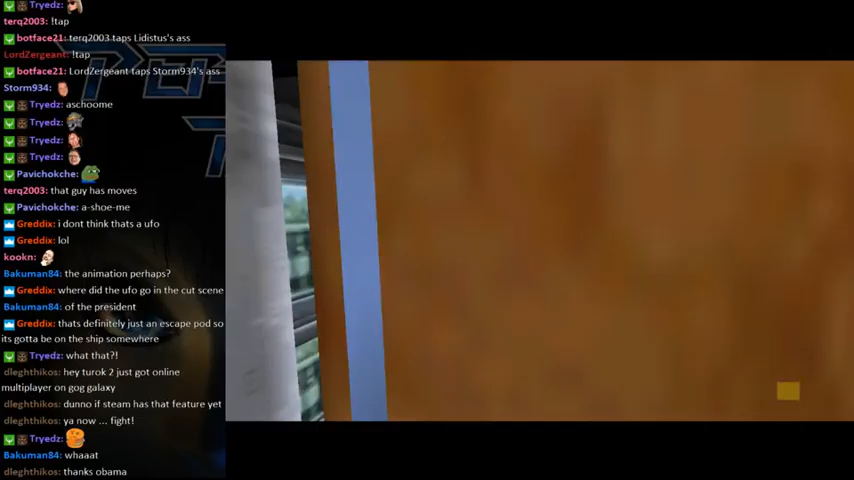 Tryedz:
terq2003: !tap
botface21: terq2003 taps Lidistus's ass
LordZergeant: !tap
botface21: LordZergeant taps Storm934's ass
Storm934:
Tryedz: aschoome
Tryedz:
Tryedz:
Tryedz:
Pavichokche:
terq2003: that guy has moves
Pavichokche: a-shoe-me
Greddix: i dont think thats a ufo
Greddix: lol
kookn:
Bakuman84: the animation perhaps?
Greddix: where did the ufo go in the cut scene
Bakuman84: of the president
Greddix: thats definitely just an escape pod so
its gotta be on the ship somewhere
Tryedz: what that?!
dleghthikos: hey turok 2 just got online
multiplayer on gog galaxy
dleghthikos: dunno if steam has that feature yet
dleghthikos: ya now ... fight!
Tryedz:
Bakuman84: whaaat
dleghthikos: thanks obama